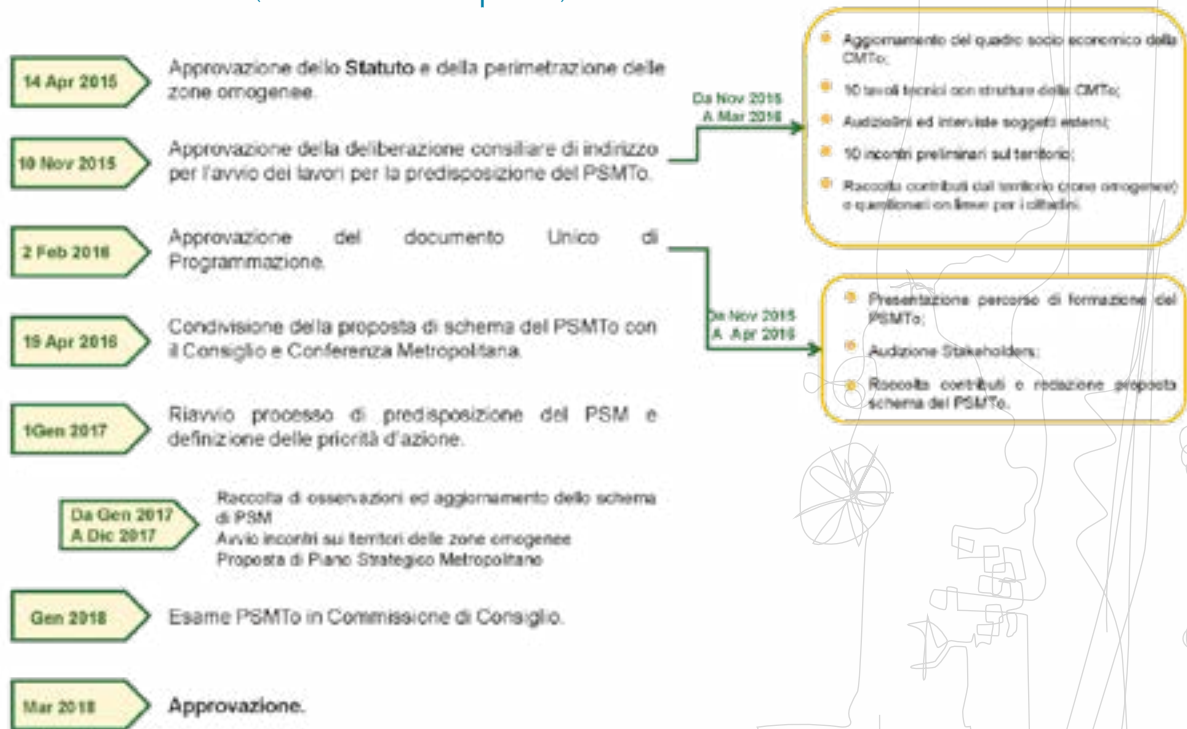 14 Apr 2015
Approvazione dello Statuto e della perimetrazione delle
zone omogenee.
10 Nov 2015
Approvazione della deliberazione consiliare di indirizzo
per l'avvio dei lavori per la predisposizione del PSMTo.
Da Nov 2015
A Mar 2016
Aggiornamento del quadro socio economico della
CMTo;
10 tavoli tecnici con strutture della CMTo;
Audizioni ed interviste soggetti esterni;
10 incontri preliminari sul territorio;
Raccolta contributi dal territorio (zone omogenee)
e questionari on linee per i cittadini.
2 Feb 2016
Approvazione del documento Unico di
Programmazione.
Da Nov 2015
A Apr 2016
Presentazione percorso di formazione del
PSMTo;
Audizione Stakeholders;
Raccolta contributi e redazione proposta
schema del PSMTo.
19 Apr 2016
Condivisione della proposta di schema del PSMTo con
il Consiglio e Conferenza Metropolitana.
1Gen 2017
Riavvio processo di predisposizione del PSM e
definizione delle priorità d'azione.
Da Gen 2017
A Dic 2017
Raccolta di osservazioni ed aggiornamento dello schema
di PSM
Avvio incontri sui territori delle zone omogenee
Proposta di Piano Strategico Metropolitano
Gen 2018
Esame PSMTo in Commissione di Consiglio.
Mar 2018
Approvazione.